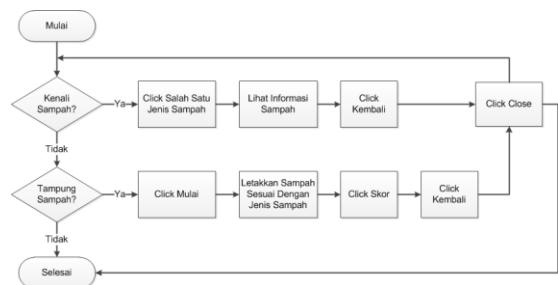 Mulai
Kenali
Sampah?
Ya
Click Salah Satu
Jenis Sampah
Lihat Informasi
Sampah
Click
Kembali
Click Close
Tidak
Tampung
Sampah?
Ya
Click Mulai
Letakkan Sampah
Sesuai Dengan
Jenis Sampah
Click Skor
Click
Kembali
Tidak
Selesai